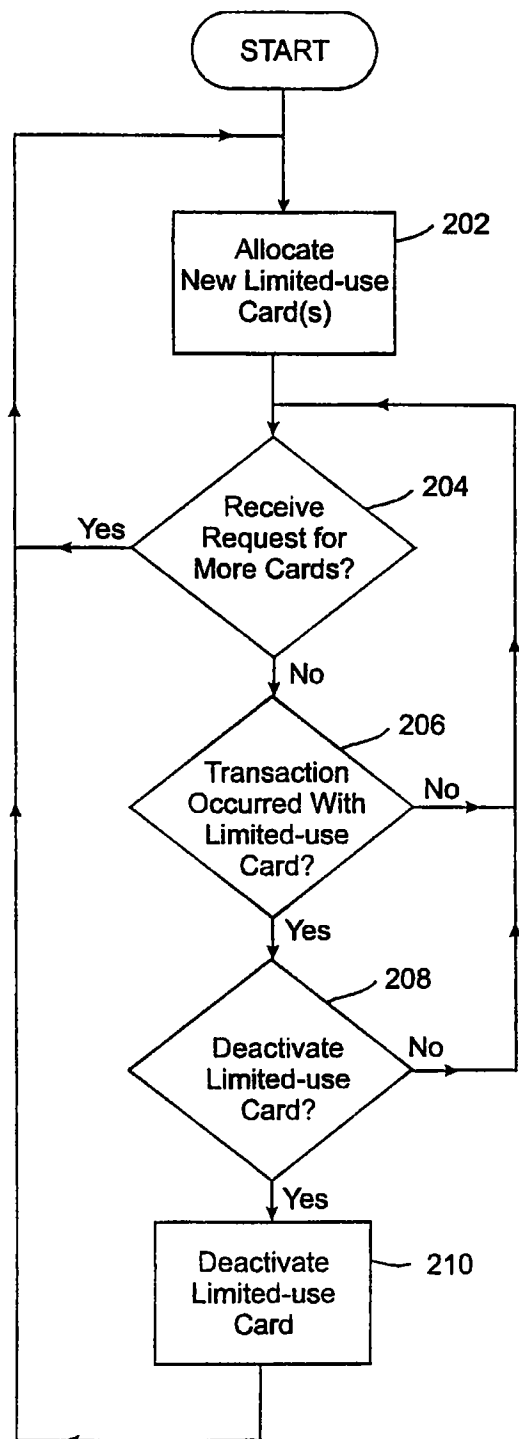 START
202
Allocate
New Limited-use
Card(s)
204
Receive
Request for
More Cards?
Yes
No
206
Transaction
Occurred With
Limited-use
Card?
No
Yes
208
Deactivate
Limited-use
Card?
No
Yes
210
Deactivate
Limited-use
Card